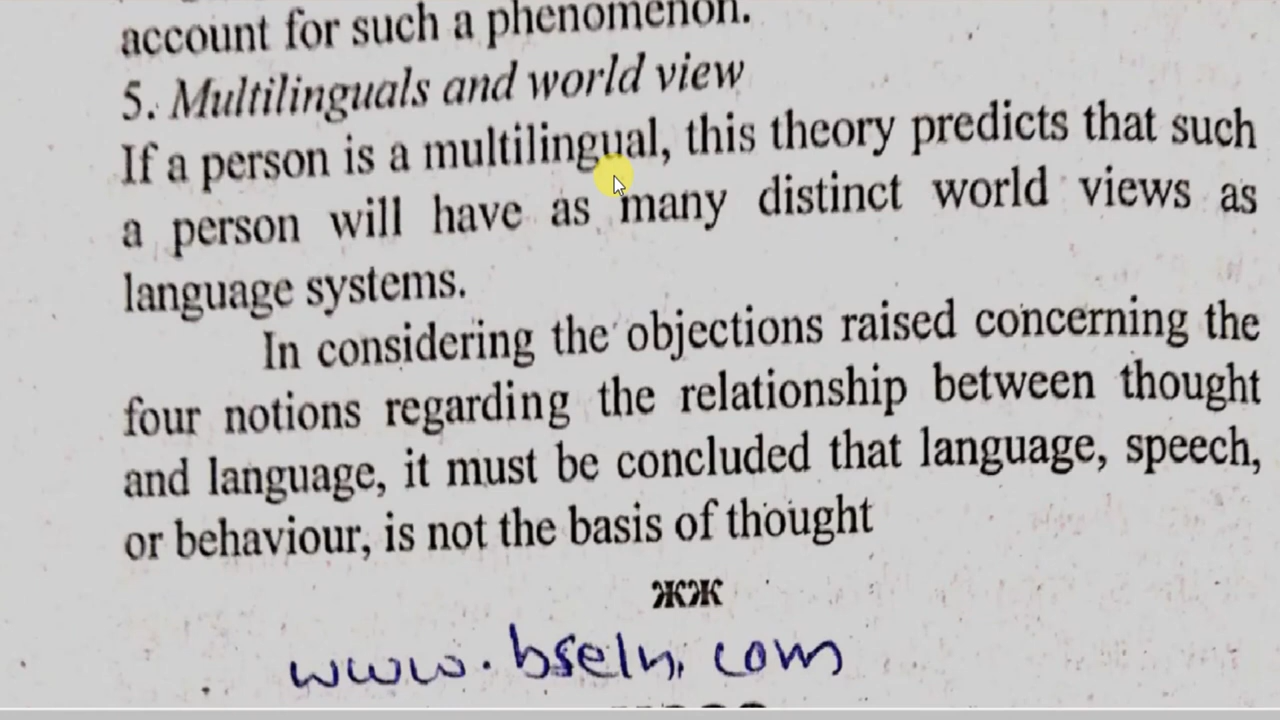 account for such a phenomenon.
5. Multilinguals and world view
If a person is a multilingual, this theory predicts that such
a person will have as many distinct world views as
language systems.
In considering the objections raised concerning the
four notions regarding the relationship between thought
and language, it must be concluded that language, speech,
or behaviour, is not the basis of thought
www.bseln.com